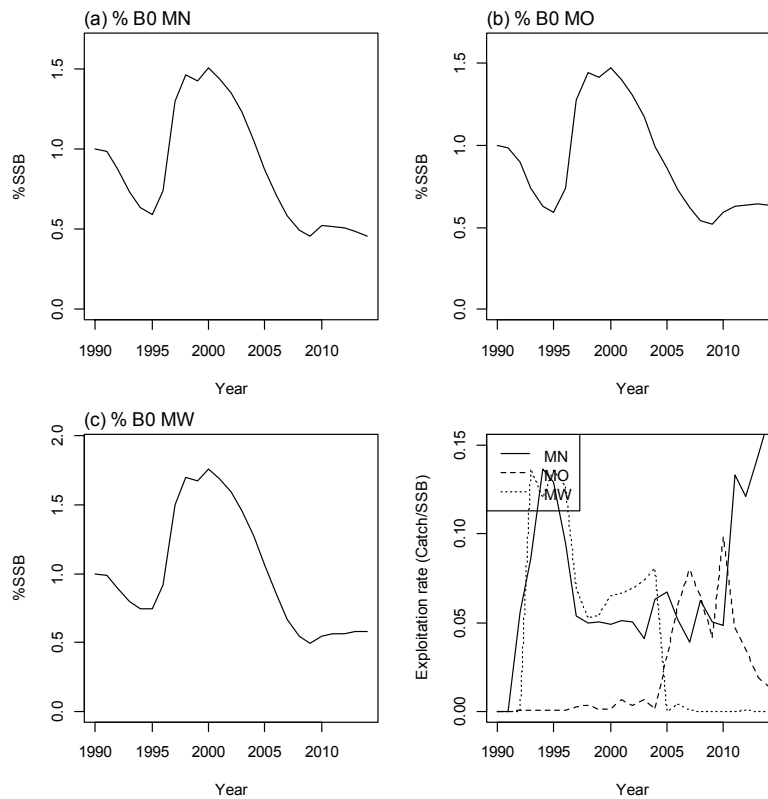 (a) % B0 MN
%SSB
0.0 0.5 1.0 1.5
1990 1995 2000 2005 2010
Year
(b) % B0 MO
%SSB
0.0 0.5 1.0 1.5
1990 1995 2000 2005 2010
Year
(c) % B0 MW
%SSB
0.0 0.5 1.0 1.5 2.0
1990 1995 2000 2005 2010
Year
Exploitation rate (Catch/SSB)
0.00 0.05 0.10 0.15
MN
MO
MW
1990 1995 2000 2005 2010
Year